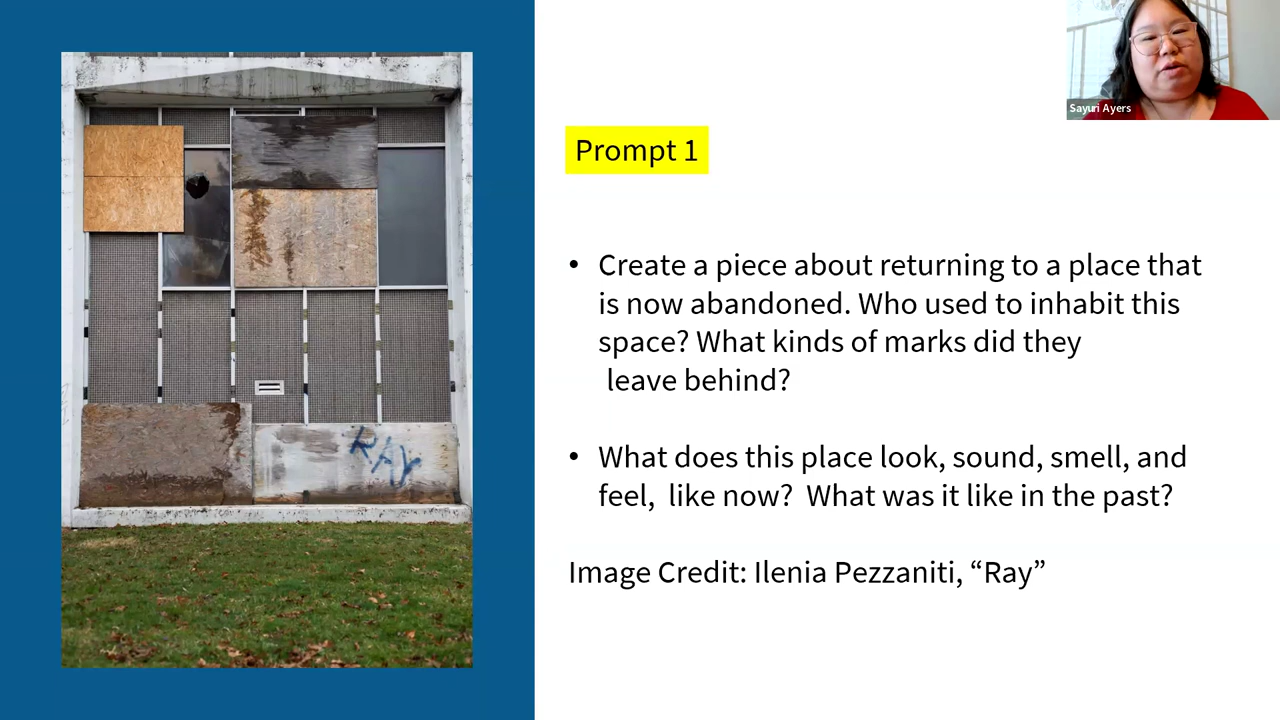 Sayuri Ayers
Prompt 1
• Create a piece about returning to a place that
is now abandoned. Who used to inhabit this
space? What kinds of marks did they
leave behind?
• What does this place look, sound, smell, and
feel, like now? What was it like in the past?
Image Credit: Ilenia Pezzaniti, “Ray”
RAY